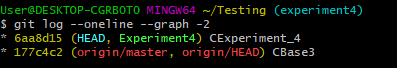 User@DESKTOP-CGRBOTO MINGW64 ~/Testing (experiment4)
$ git log --oneline --graph -2
* 6aa8d15 (HEAD, Experiment4) CExperiment_4
* 177c4c2 (origin/master, origin/HEAD) CBase3